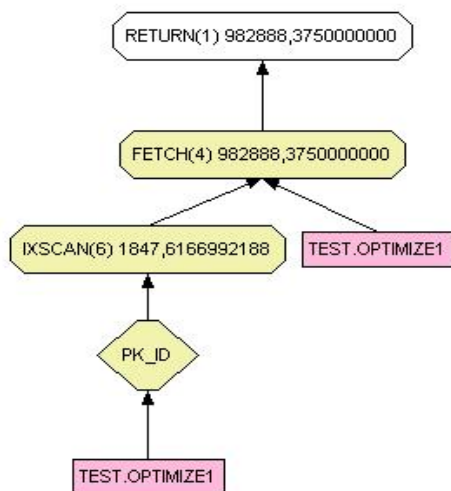 RETURN(1) 982888,3750000000
FETCH(4) 982888,3750000000
IXSCAN(6) 1847,6166992188
TEST.OPTIMIZE1
PK_ID
TEST.OPTIMIZE1